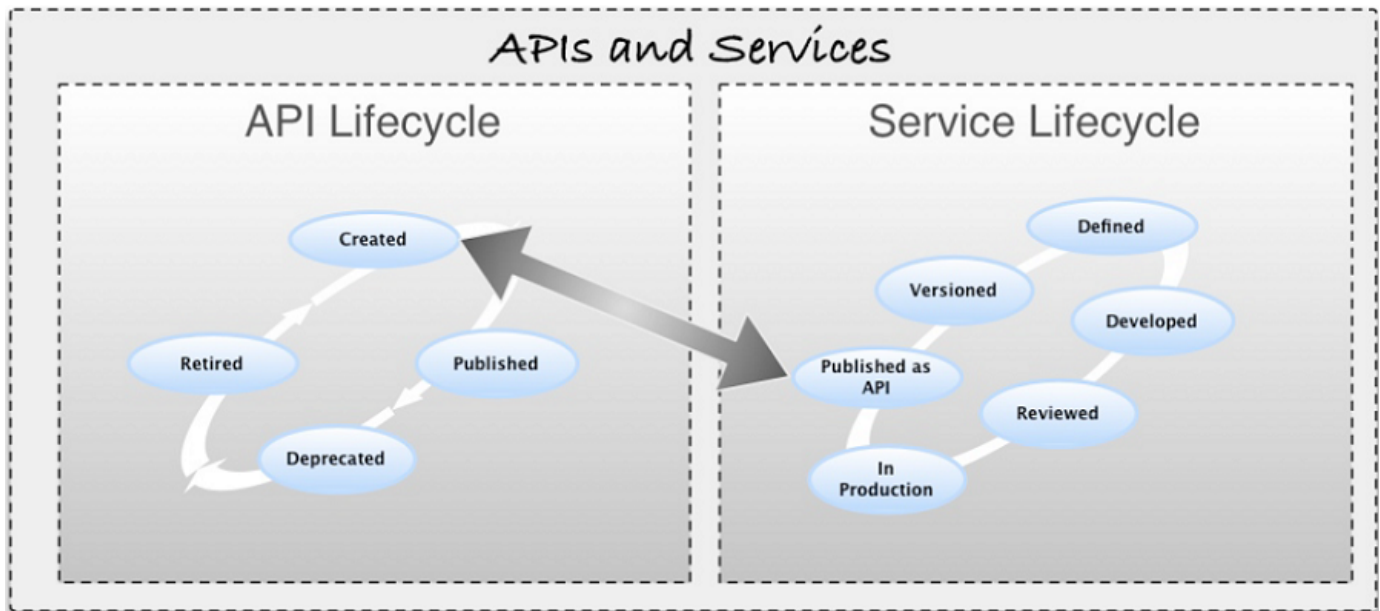 APIs and Services
API Lifecycle
Created
Retired
Published
Deprecated
Service Lifecycle
Defined
Versioned
Developed
Published as
API
Reviewed
In
Production